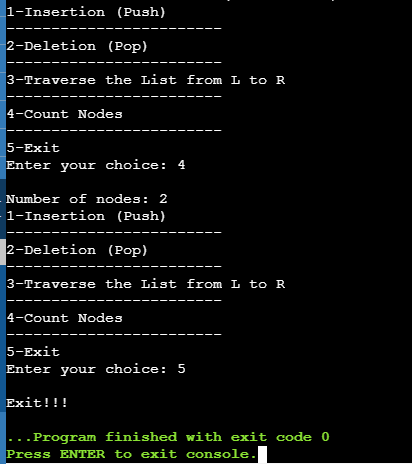 1-Insertion (Push)
------------------------
2-Deletion (Pop)
------------------------
3-Traverse the List from L to R
------------------------
4-Count Nodes
------------------------
5-Exit
Enter your choice: 4
Number of nodes: 2
1-Insertion (Push)
------------------------
2-Deletion (Pop)
------------------------
3-Traverse the List from L to R
------------------------
4-Count Nodes
------------------------
5-Exit
Enter your choice: 5
Exit!!!
...Program finished with exit code 0
Press ENTER to exit console.